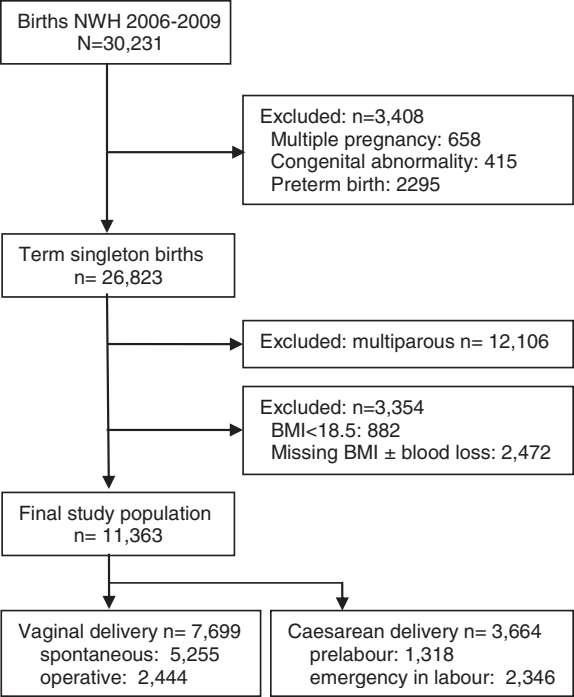 Births NWH 2006-2009
N=30,231
Excluded: n=3,408
Multiple pregnancy: 658
Congenital abnormality: 415
Preterm birth: 2295
Term singleton births
n= 26,823
Excluded: multiparous n= 12,106
Excluded: n=3,354
BMI<18.5: 882
Missing BMI ± blood loss: 2,472
Final study population
n= 11,363
Vaginal delivery n= 7,699
spontaneous: 5,255
operative: 2,444
Caesarean delivery n= 3,664
prelabour: 1,318
emergency in labour: 2,346